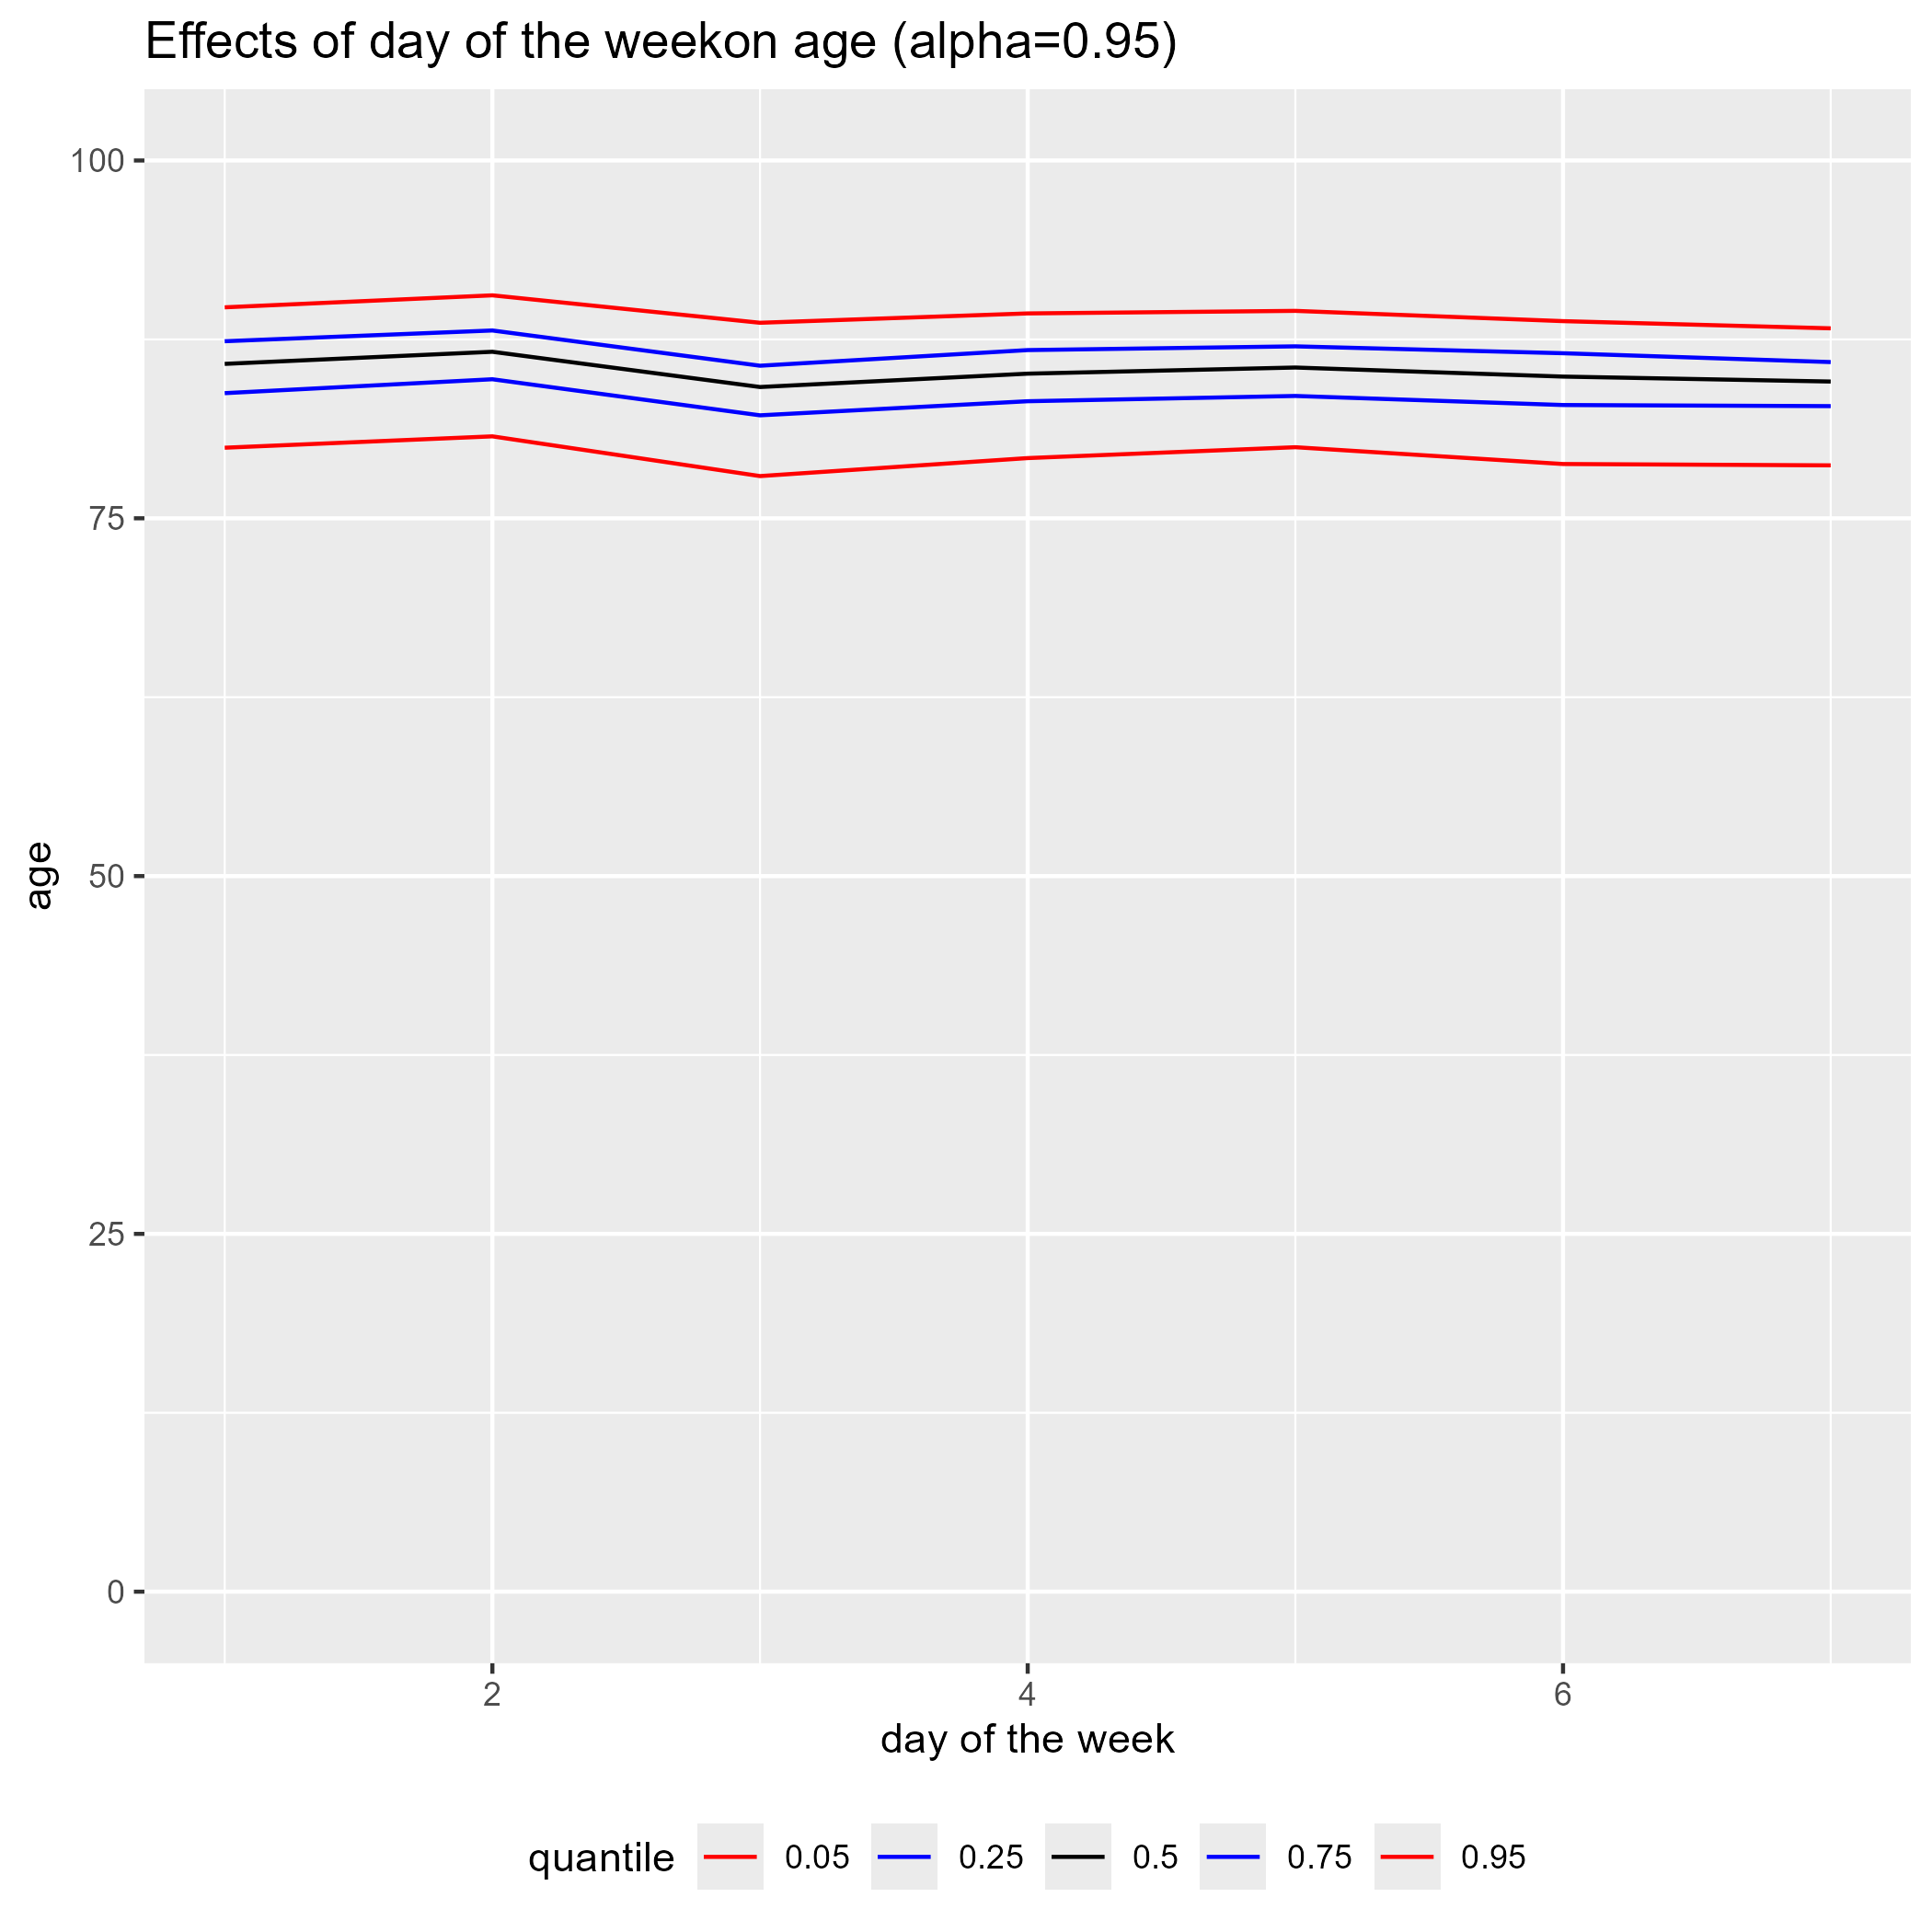 Effects of day of the weekon age (alpha=0.95)
100
75
50
25
0
age
2 4 6
day of the week
quantile 0.05 0.25 0.5 0.75 0.95